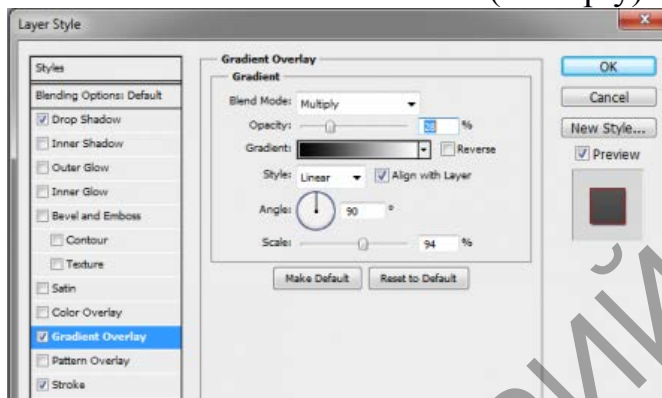 Layer Style
Styles
Blending Options: Default
Drop Shadow
Inner Shadow
Outer Glow
Inner Glow
Bevel and Emboss
Contour
Texture
Satin
Color Overlay
Gradient Overlay
Pattern Overlay
Stroke
Gradient Overlay
Gradient
Blend Mode: Multiply
Opacity: 28 %
Gradient: Reverse
Style: Linear Align with Layer
Angle: 90 °
Scale: 94 %
Make Default Reset to Default
OK
Cancel
New Style...
Preview